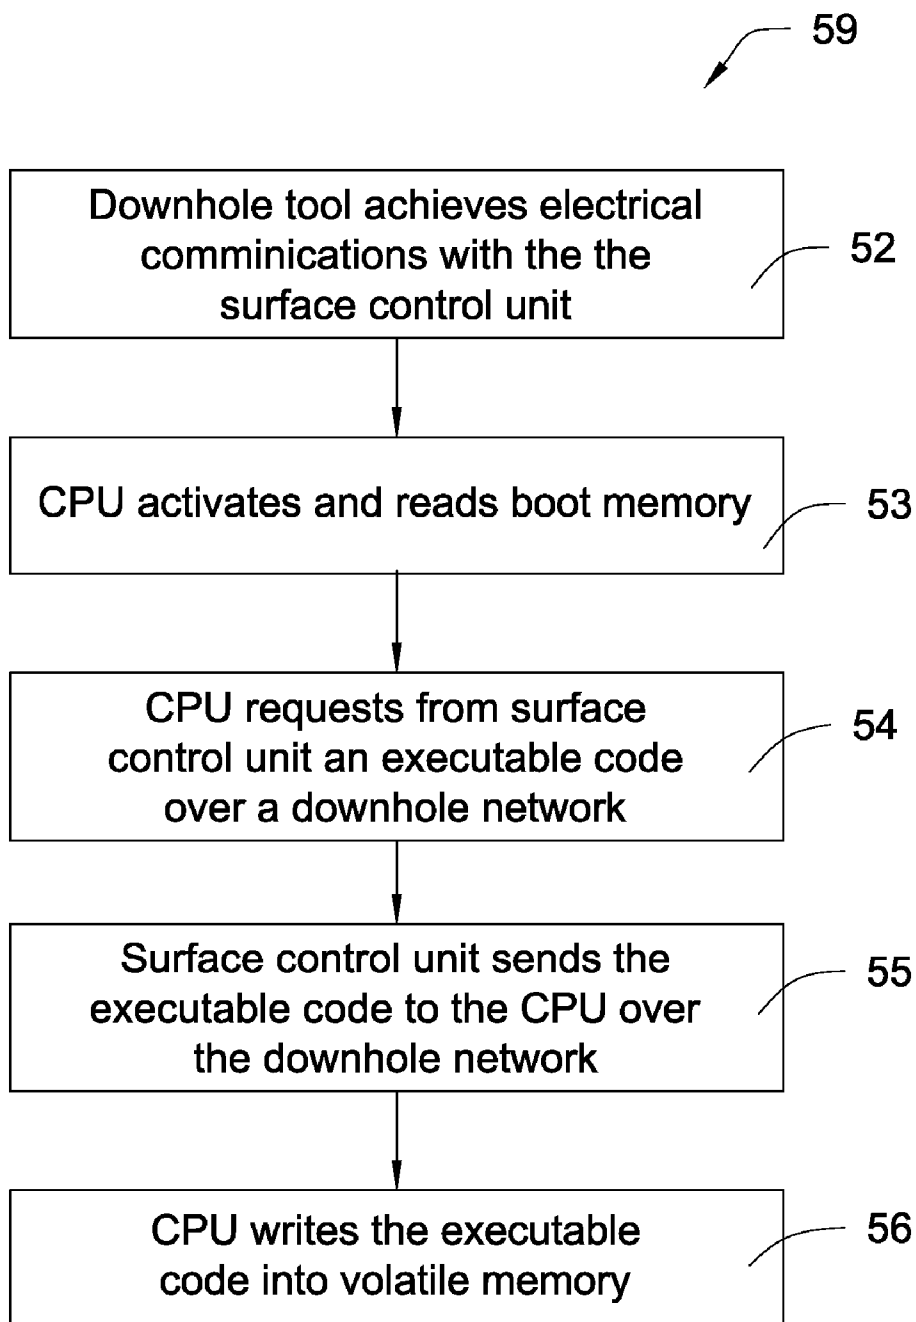 59
Downhole tool achieves electrical
comminications with the the
surface control unit
52
CPU activates and reads boot memory
53
CPU requests from surface
control unit an executable code
over a downhole network
54
Surface control unit sends the
executable code to the CPU over
the downhole network
55
CPU writes the executable
code into volatile memory
56